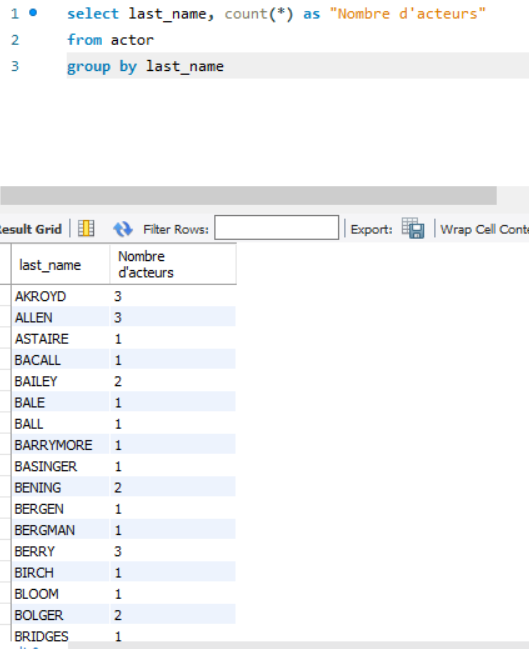 1 select last_name, count(*) as "Nombre d'acteurs"
2 from actor
3 group by last_name
Result Grid Filter Rows: Export: Wrap Cell Conte
last_name Nombre
d'acteurs
AKROYD 3
ALLEN 3
ASTAIRE 1
BACALL 1
BAILEY 2
BALE 1
BALL 1
BARRYMORE 1
BASINGER 1
BENING 2
BERGEN 1
BERGMAN 1
BERRY 3
BIRCH 1
BLOOM 1
BOLGER 2
BRIDGES 1